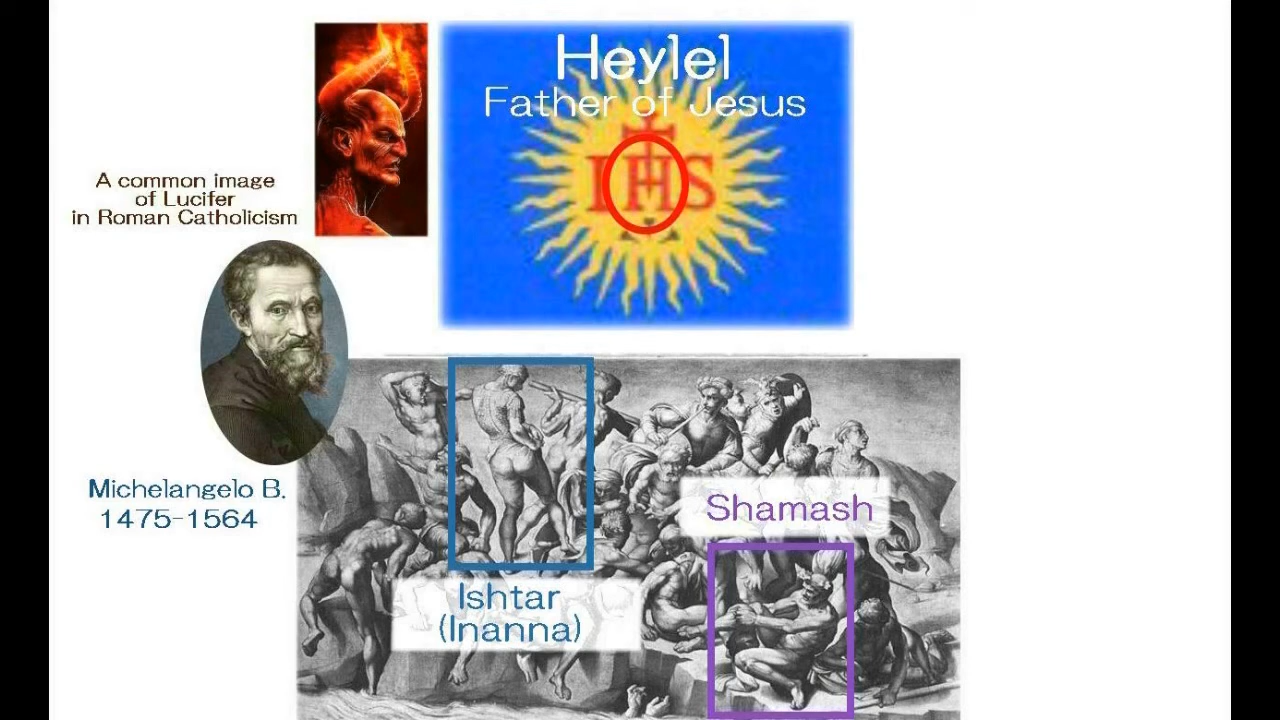 Heylel
Father of Jesus
IHS
A common image
of Lucifer
in Roman Catholicism
Michelangelo B.
1475-1564
Shamash
Ishtar
(Inanna)